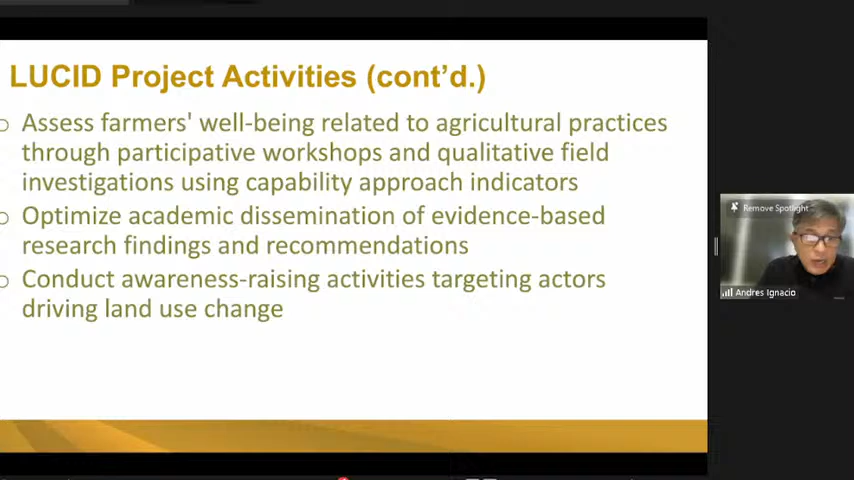 LUCID Project Activities (cont'd.)
Assess farmers' well-being related to agricultural practices
through participative workshops and qualitative field
investigations using capability approach indicators
Optimize academic dissemination of evidence-based
research findings and recommendations
Conduct awareness-raising activities targeting actors
driving land use change
Remove Spotlight
Andres Ignacio